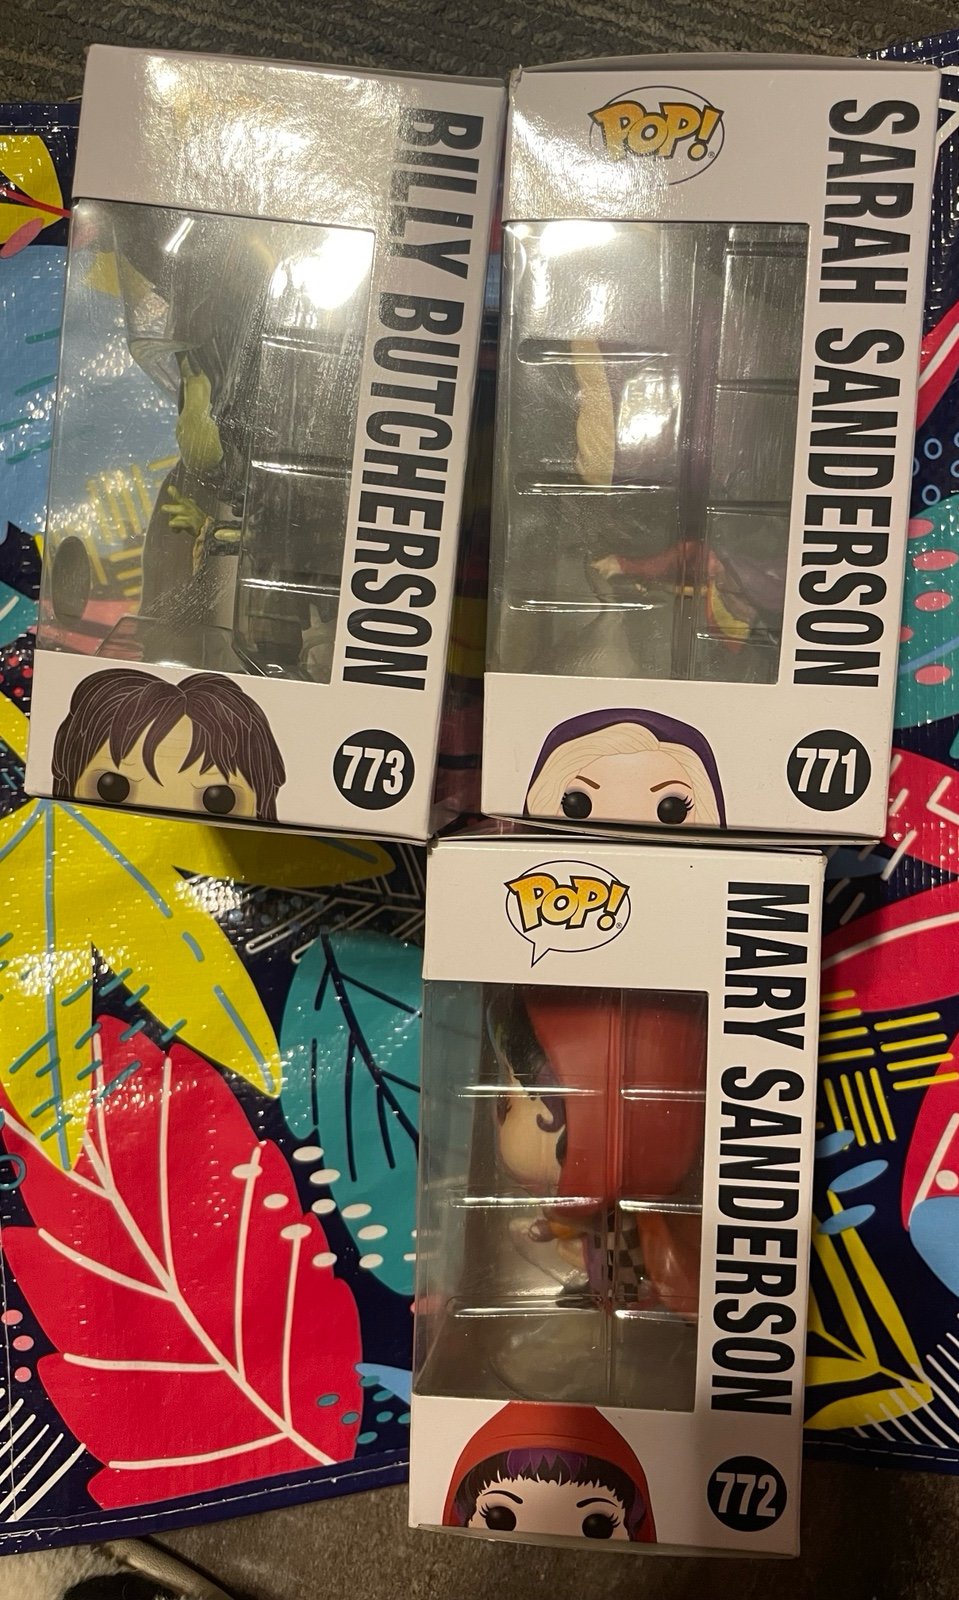 BILLY BUTCHERSON
773
POP!
SARAH SANDERSON
771
POP!
MARY SANDERSON
772